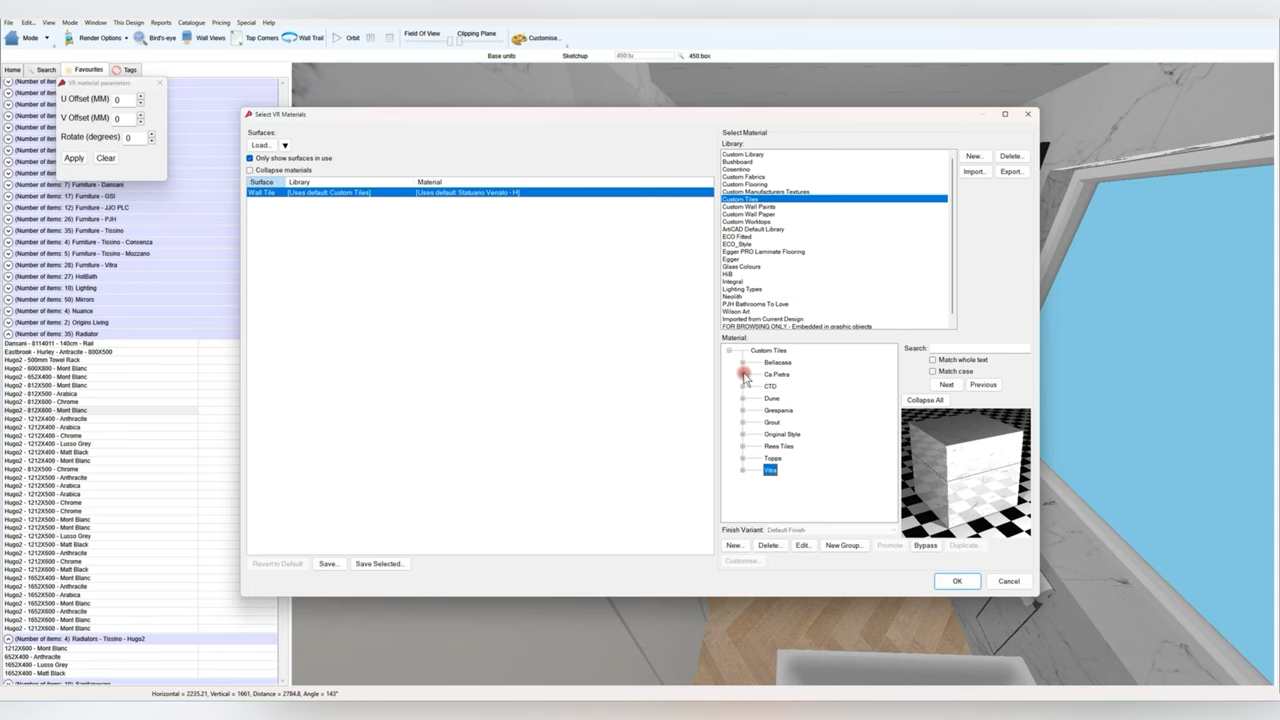 File Edit... View Mode Window This Design Reports Catalogue Pricing Special Help
Mode Render Options Bird's-eye Wall Views Top Corners Wall Trail Orbit Field Of View Clipping Plane Customise...
Base units Sketchup 450 box
Home Search Favourites Tags
(Number of item
VR material parameters
U Offset (MM) 0
V Offset (MM) 0
Rotate (degrees) 0
Apply Clear
(Number of items: 7) Furniture - Dansani
(Number of items: 17) Furniture - GSI
(Number of items: 12) Furniture - JJO PLC
(Number of items: 26) Furniture - PJH
(Number of items: 35) Furniture - Tissino
(Number of items: 4) Furniture - Tissino - Consenza
(Number of items: 5) Furniture - Tissino - Mozzano
(Number of items: 28) Furniture - Vitra
(Number of items: 27) HotBath
(Number of items: 10) Lighting
(Number of items: 50) Mirrors
(Number of items: 4) Nuance
(Number of items: 2) Origins Living
(Number of items: 35) Radiator
Dansani - 8114011 - 140cm - Rail
Eastbrook - Hurley - Antracite - 800X500
Hugo2 - 500mm Towel Rack
Hugo2 - 600X800 - Mont Blanc
Hugo2 - 652X400 - Mont Blanc
Hugo2 - 812X500 - Mont Blanc
Hugo2 - 812X500 - Arabica
Hugo2 - 812X600 - Chrome
Hugo2 - 812X600 - Mont Blanc
Hugo2 - 1212X400 - Anthracite
Hugo2 - 1212X400 - Arabica
Hugo2 - 1212X400 - Chrome
Hugo2 - 1212X400 - Lusso Grey
Hugo2 - 1212X400 - Matt Black
Hugo2 - 1212X400 - Mont Blanc
Hugo2 - 812X500 - Chrome
Hugo2 - 1212X500 - Anthracite
Hugo2 - 1212X500 - Arabica
Hugo2 - 1212X500 - Arabica
Hugo2 - 1212X500 - Chrome
Hugo2 - 1212X500 - Mont Blanc
Hugo2 - 1212X500 - Lusso Grey
Hugo2 - 1212X500 - Matt Black
Hugo2 - 1212X600 - Anthracite
Hugo2 - 1212X600 - Chrome
Hugo2 - 1212X600 - Matt Black
Hugo2 - 1652X400 - Mont Blanc
Hugo2 - 1652X500 - Anthracite
Hugo2 - 1652X500 - Arabica
Hugo2 - 1652X500 - Mont Blanc
Hugo2 - 1652X600 - Anthracite
Hugo2 - 1652X600 - Mont Blanc
Hugo2 - 1652X600 - Mont Blanc
(Number of items: 4) Radiators - Tissino - Hugo2
1212X600 - Mont Blanc
652X400 - Anthracite
1652X400 - Lusso Grey
1652X400 - Matt Black
Select VR Materials
Surfaces:
Load...
Only show surfaces in use
Collapse materials
Surface Library Material
Wall Tile [Uses default Custom Tiles] [Uses default Statuario Venato - H]
Revert to Default Save... Save Selected...
Select Material
Library:
Custom Library
Bushboard
Cosentino
Custom Fabrics
Custom Flooring
Custom Manufacturers Textures
Custom Tiles
Custom Wall Paints
Custom Wall Paper
Custom Worktops
ArtiCAD Default Library
ECO Fitted
ECO_Style
Egger PRO Laminate Flooring
Egger
Glass Colours
HiB
Integral
Lighting Types
Neolith
PJH Bathrooms To Love
Wilson Art
Imported from Current Design
FOR BROWSING ONLY - Embedded in graphic objects
New... Delete...
Import... Export...
Material:
Custom Tiles
Bellacasa
Ca Pietra
CTD
Dune
Grespania
Grout
Original Style
Rees Tiles
Topps
Vitra
Search:
Match whole text
Match case
Next Previous
Collapse All
Finish Variant: Default Finish
New... Delete... Edit... New Group... Promote Bypass Duplicate...
Customise...
OK Cancel
Horizontal = 2235.21, Vertical = 1661, Distance = 2784.8, Angle = 143°